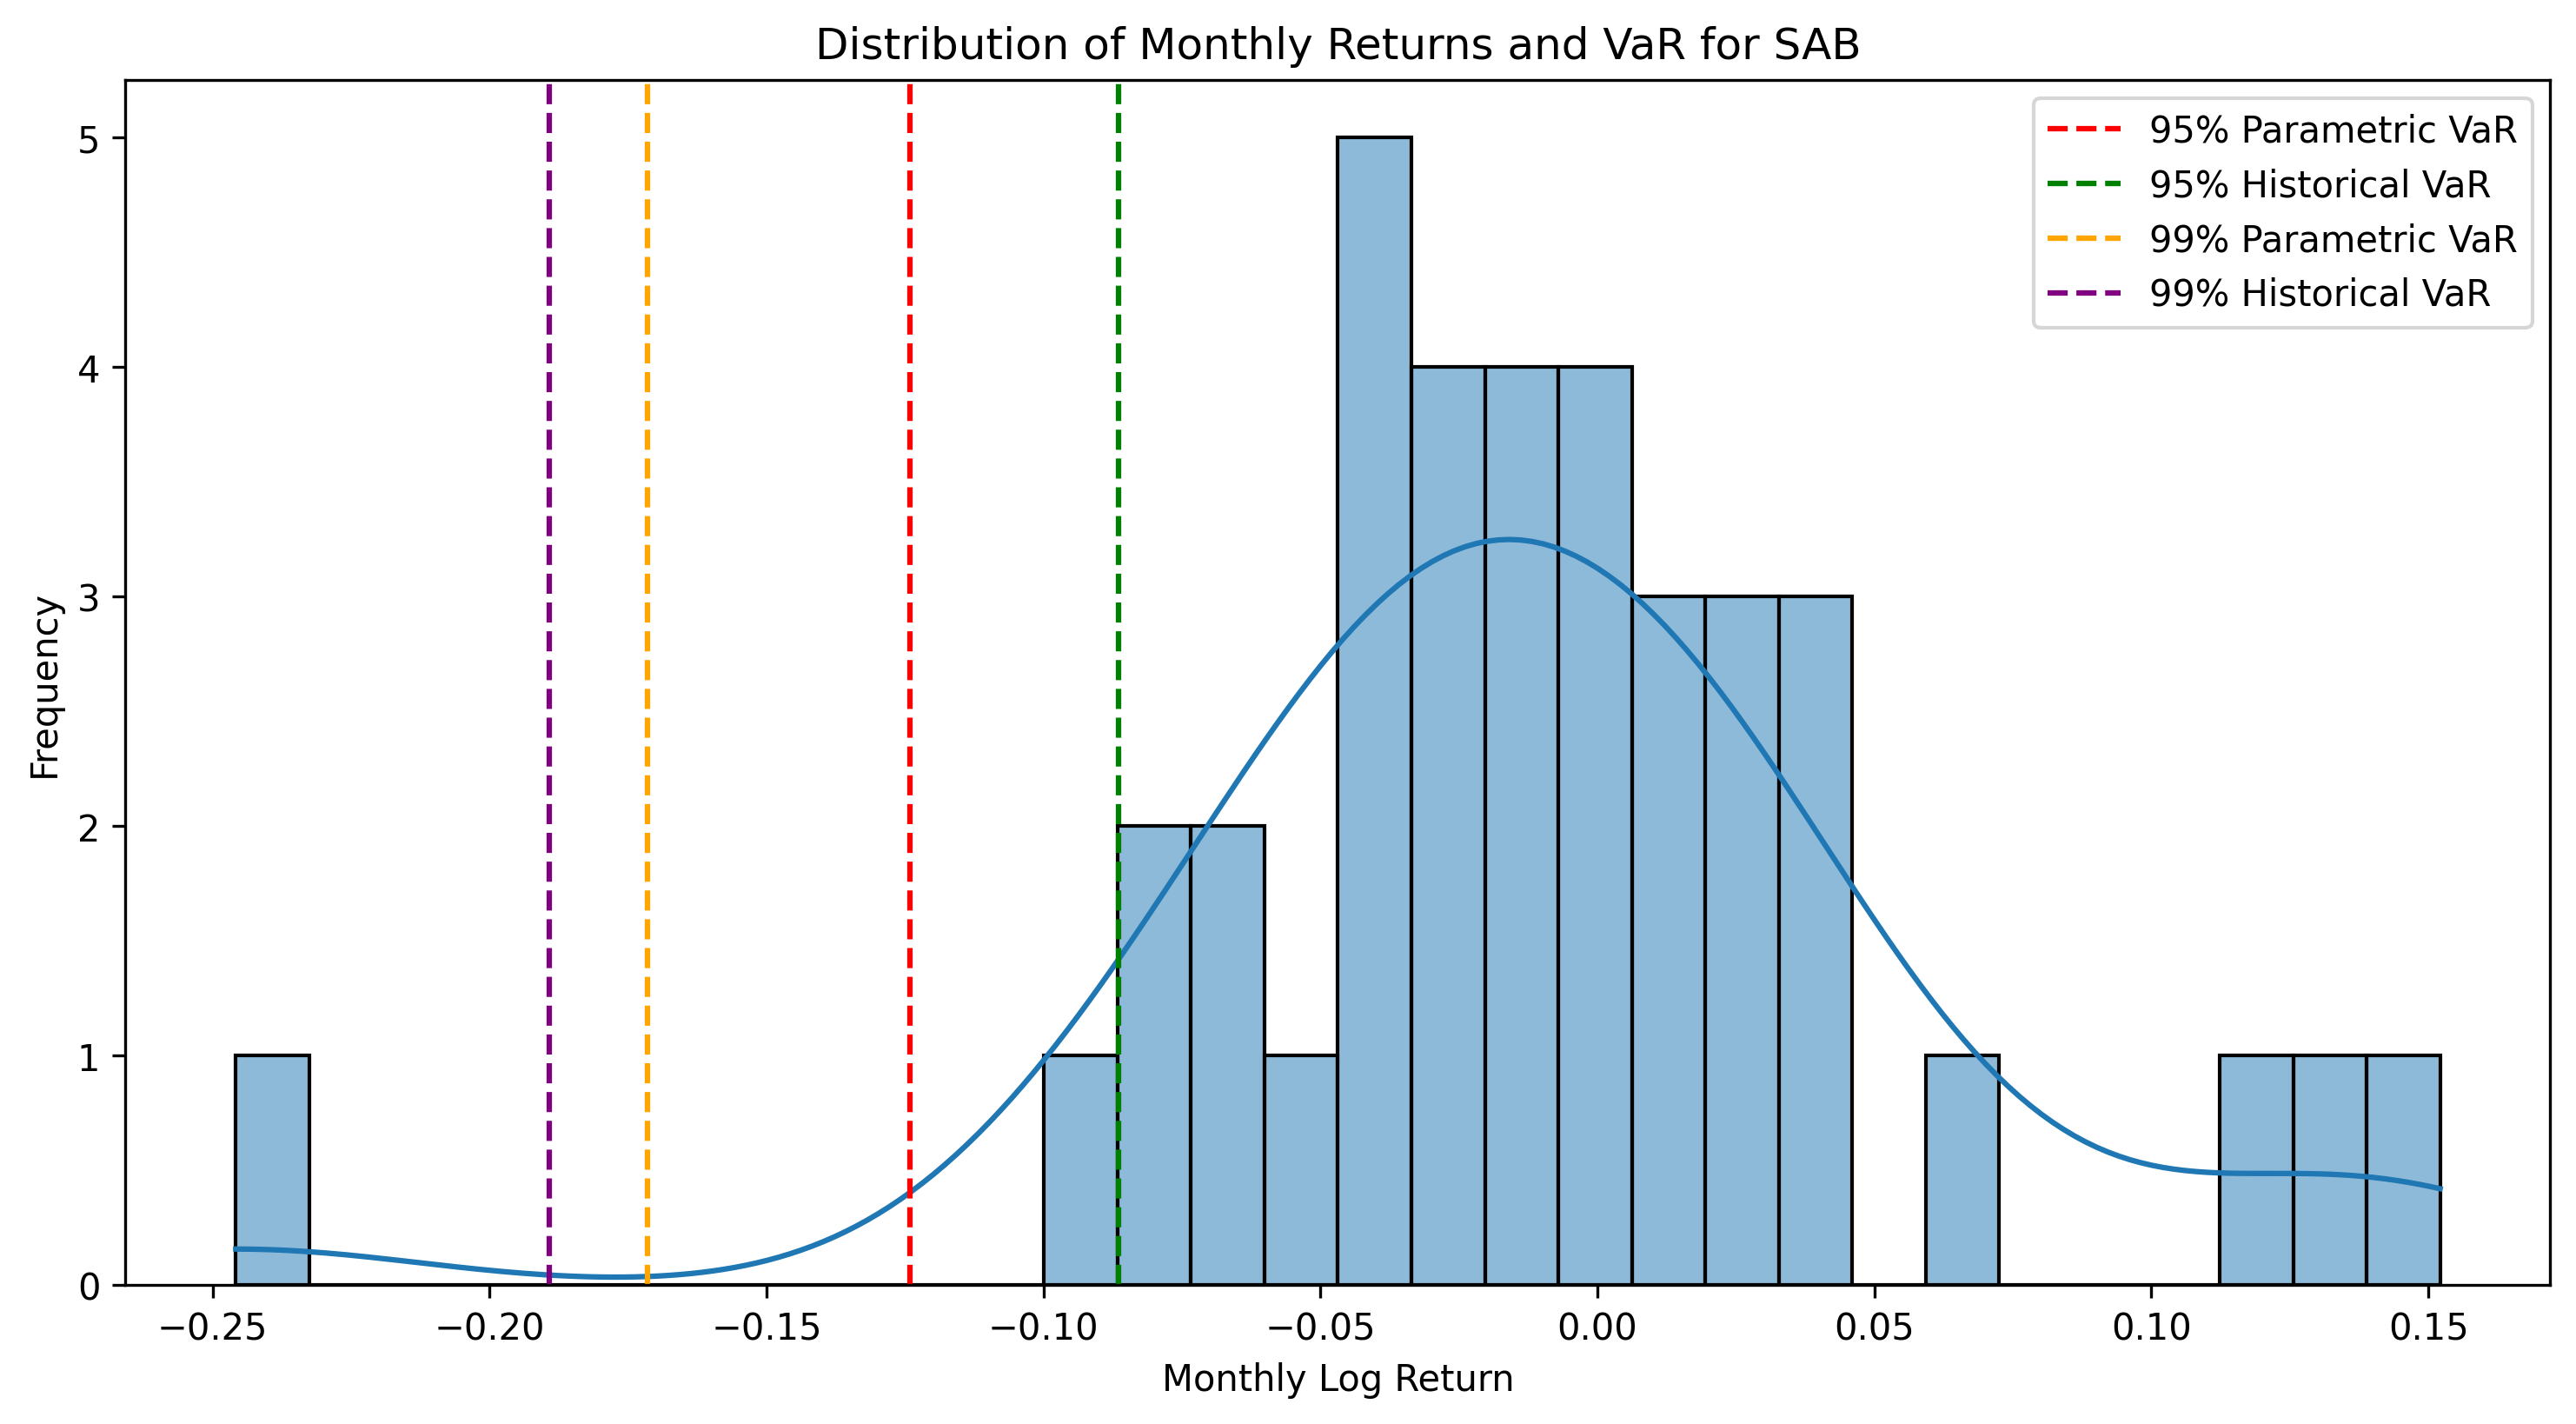 Distribution of Monthly Returns and VaR for SAB
95% Parametric VaR
95% Historical VaR
99% Parametric VaR
99% Historical VaR
5
4
3
2
1
0
Frequency
−0.25 −0.20 −0.15 −0.10 −0.05 0.00 0.05 0.10 0.15
Monthly Log Return